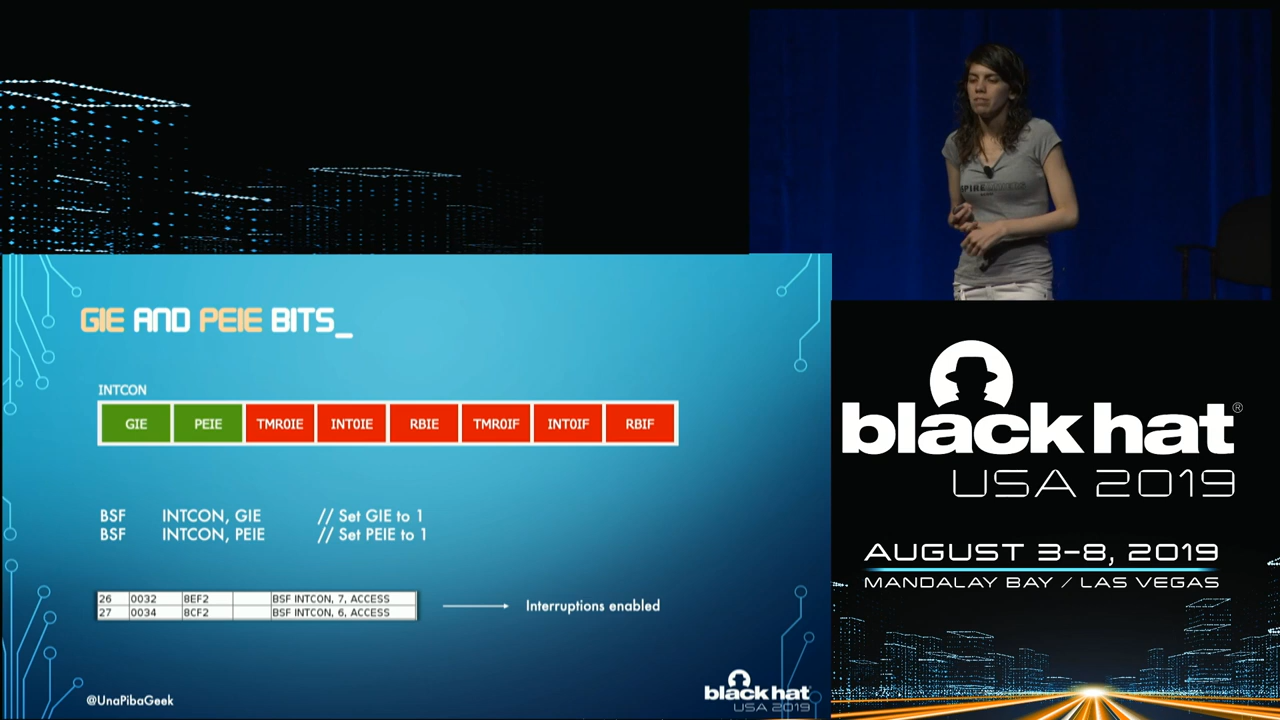 PIRE
GIE AND PEIE BITS_
INTCON
GIE PEIE TMR0IE INT0IE RBIE TMR0IF INT0IF RBIF
BSF INTCON, GIE // Set GIE to 1
BSF INTCON, PEIE // Set PEIE to 1
26 0032 8EF2 BSF INTCON, 7, ACCESS
27 0034 8CF2 BSF INTCON, 6, ACCESS
Interruptions enabled
@UnaPibaGeek
black hat
USA 2019
black hat®
USA 2019
AUGUST 3-8, 2019
MANDALAY BAY / LAS VEGAS